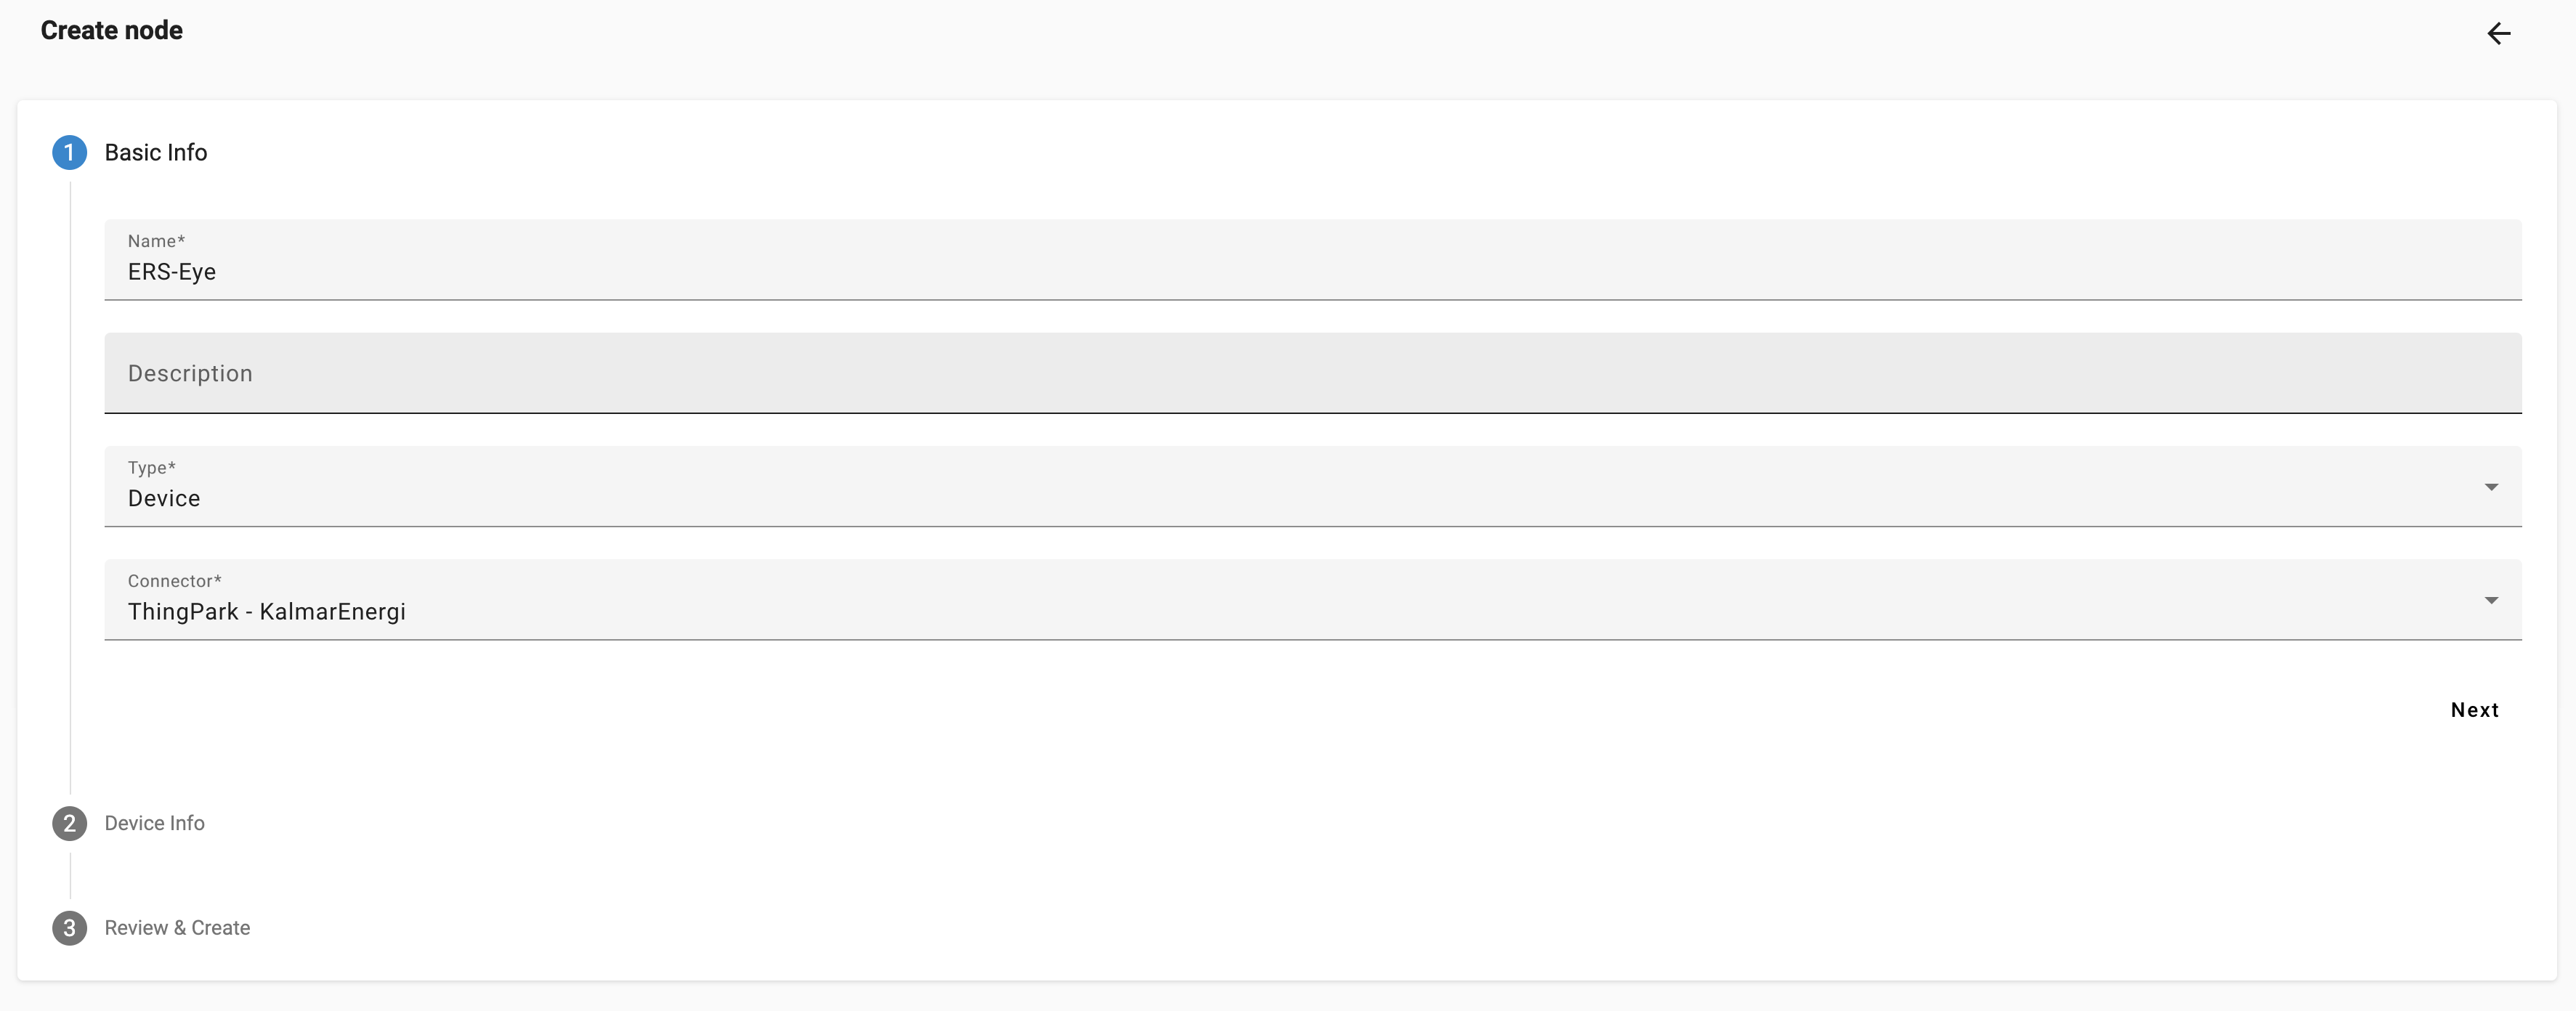 Create node
1 Basic Info
Name*
ERS-Eye
Description
Type*
Device
Connector*
ThingPark - KalmarEnergi
Next
2 Device Info
3 Review & Create